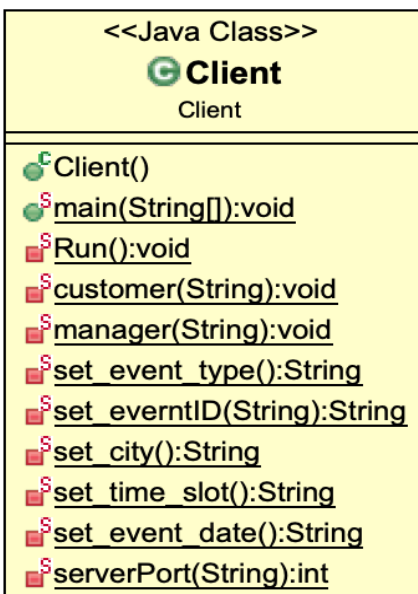 <<Java Class>>
C Client
Client
C Client()
S main(String[]):void
S Run():void
S customer(String):void
S manager(String):void
S set_event_type():String
S set_everntID(String):String
S set_city():String
S set_time_slot():String
S set_event_date():String
S serverPort(String):int